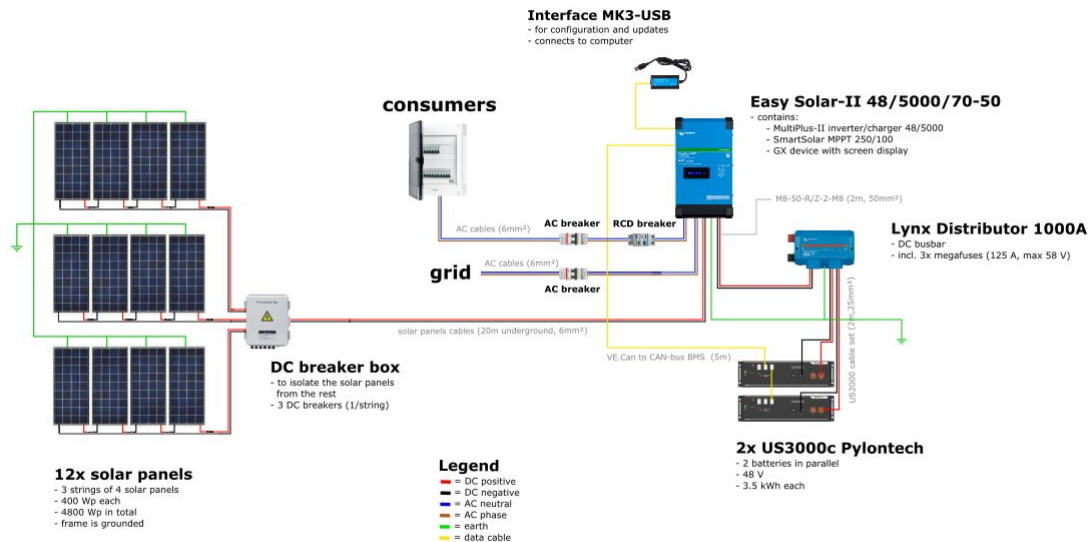 Interface MK3-USB
- for configuration and updates
- connects to computer
consumers
Easy Solar-II 48/5000/70-50
- contains:
- MultiPlus-II inverter/charger 48/5000
- SmartSolar MPPT 250/100
- GX device with screen display
M8-50-R/Z-2-M8 (2m, 50mm²)
AC cables (6mm²)
AC breaker
RCD breaker
Lynx Distributor 1000A
- DC busbar
- incl. 3x megafuses (125 A, max 58 V)
grid
AC cables (6mm²)
AC breaker
solar panels cables (20m underground, 6mm²)
US2000 cable set (2m,25mm²)
VE.Can to CAN-bus BMS (5m)
DC breaker box
- to isolate the solar panels
from the rest
- 3 DC breakers (1/string)
2x US3000c Pylontech
- 2 batteries in parallel
- 48 V
- 3.5 kWh each
12x solar panels
- 3 strings of 4 solar panels
- 400 Wp each
- 4800 Wp in total
- frame is grounded
Legend
= DC positive
= DC negative
= AC neutral
= AC phase
= earth
= data cable